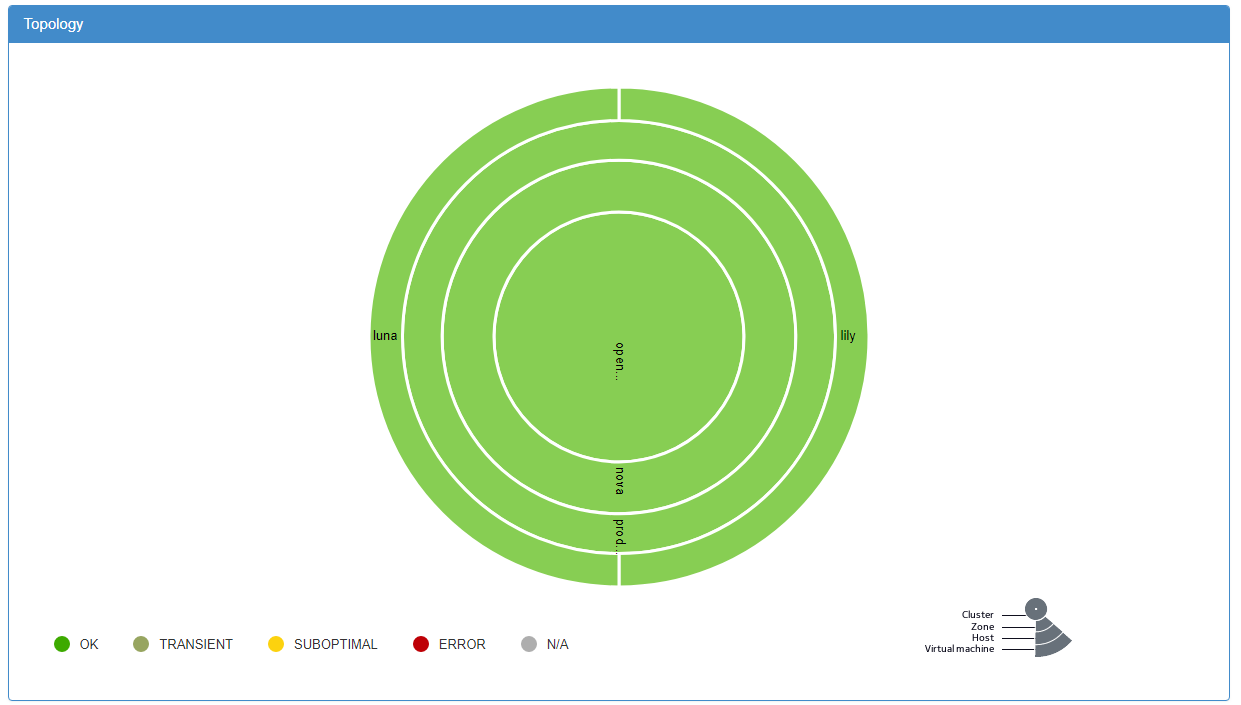 Topology
luna
lily
open...
nova
prod...
OK
TRANSIENT
SUBOPTIMAL
ERROR
N/A
Cluster
Zone
Host
Virtual machine